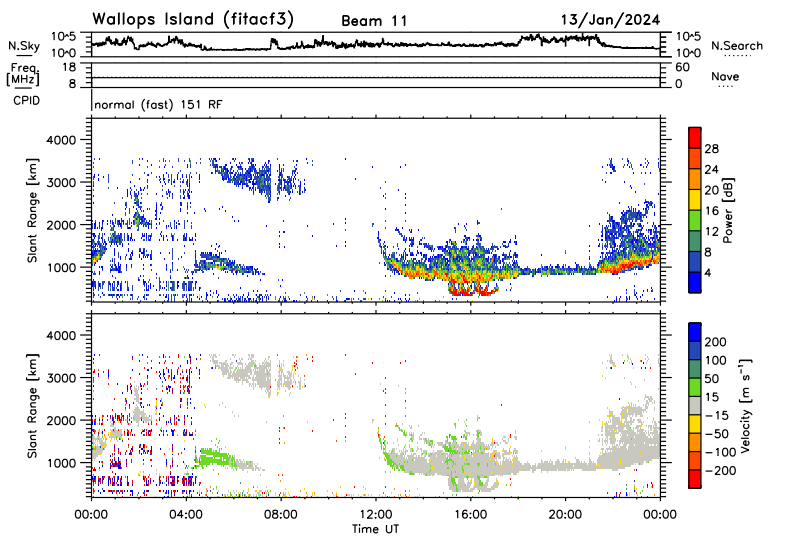 Wallops Island (fitacf3) Beam 11 13/Jan/2024
N.Sky 10^5 10^0 10^5 10^0 N.Search
Freq. [MHz] 18 8 60 0 Nave
CPID normal (fast) 151 RF
Slant Range [km] 4000 3000 2000 1000
Power [dB] 28 24 20 16 12 8 4
Slant Range [km] 4000 3000 2000 1000
Velocity [m s⁻¹] 200 100 50 15 −15 −50 −100 −200
00:00 04:00 08:00 12:00 16:00 20:00 00:00
Time UT